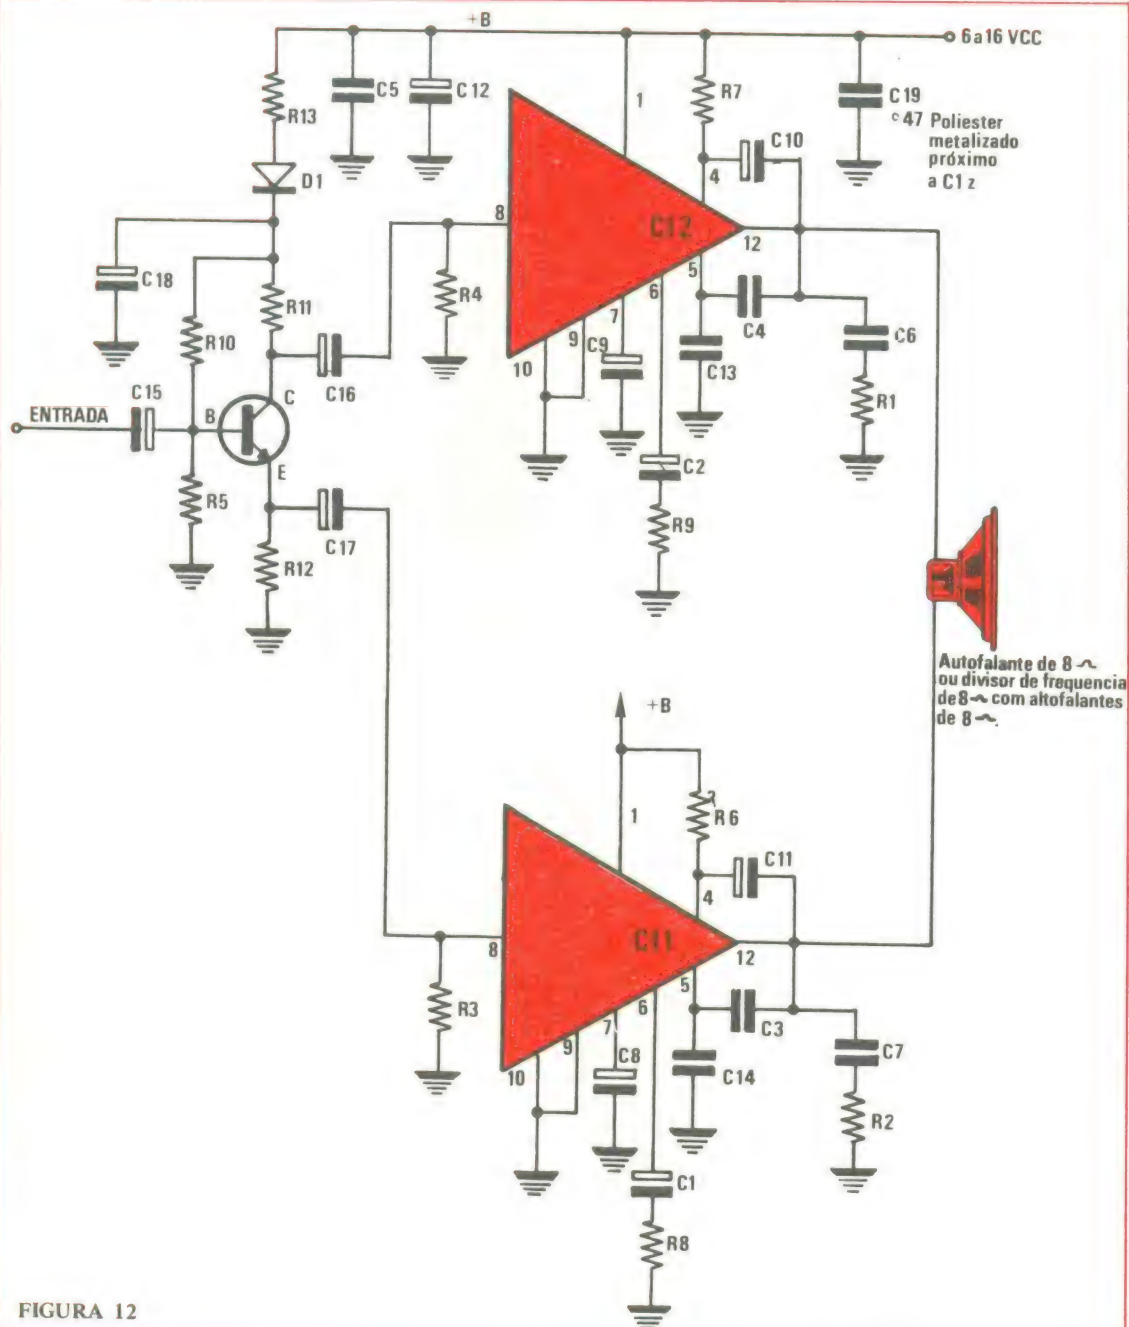 +B
6 a 16 VCC
R13
C5
C12
1
R7
C19
c 47 Poliester
metalizado
próximo
a C1 z
C10
4
D1
8
C12
12
C18
R11
R4
5
6
7
C4
R10
C9
9
C6
10
C13
C16
C15
ENTRADA
B
C
R1
E
C2
R5
C17
R9
R12
Autofalante de 8
ou divisor de frequencia
de 8 com altofalantes
de 8
+B
1
R6
C11
4
C11
8
12
5
6
C3
R3
7
9
C8
C7
10
C14
R2
C1
R8
FIGURA 12